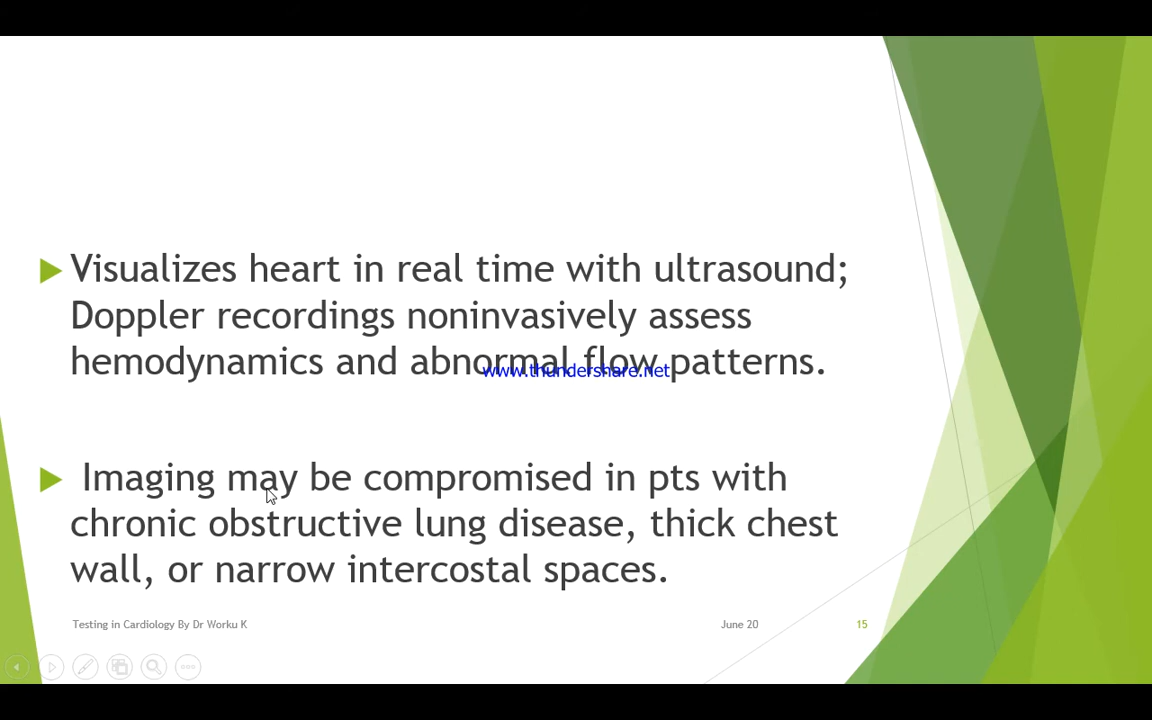 Visualizes heart in real time with ultrasound;
Doppler recordings noninvasively assess
hemodynamics and abnormal flow patterns.
www.thundershare.net
Imaging may be compromised in pts with
chronic obstructive lung disease, thick chest
wall, or narrow intercostal spaces.
Testing in Cardiology By Dr Worku K
June 20
15